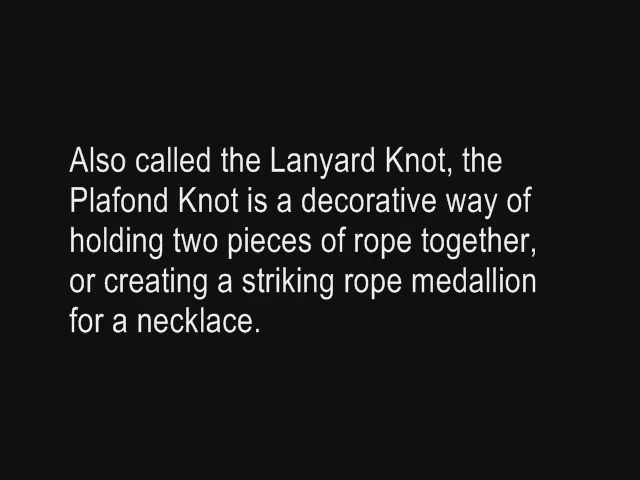 Also called the Lanyard Knot, the
Plafond Knot is a decorative way of
holding two pieces of rope together,
or creating a striking rope medallion
for a necklace.